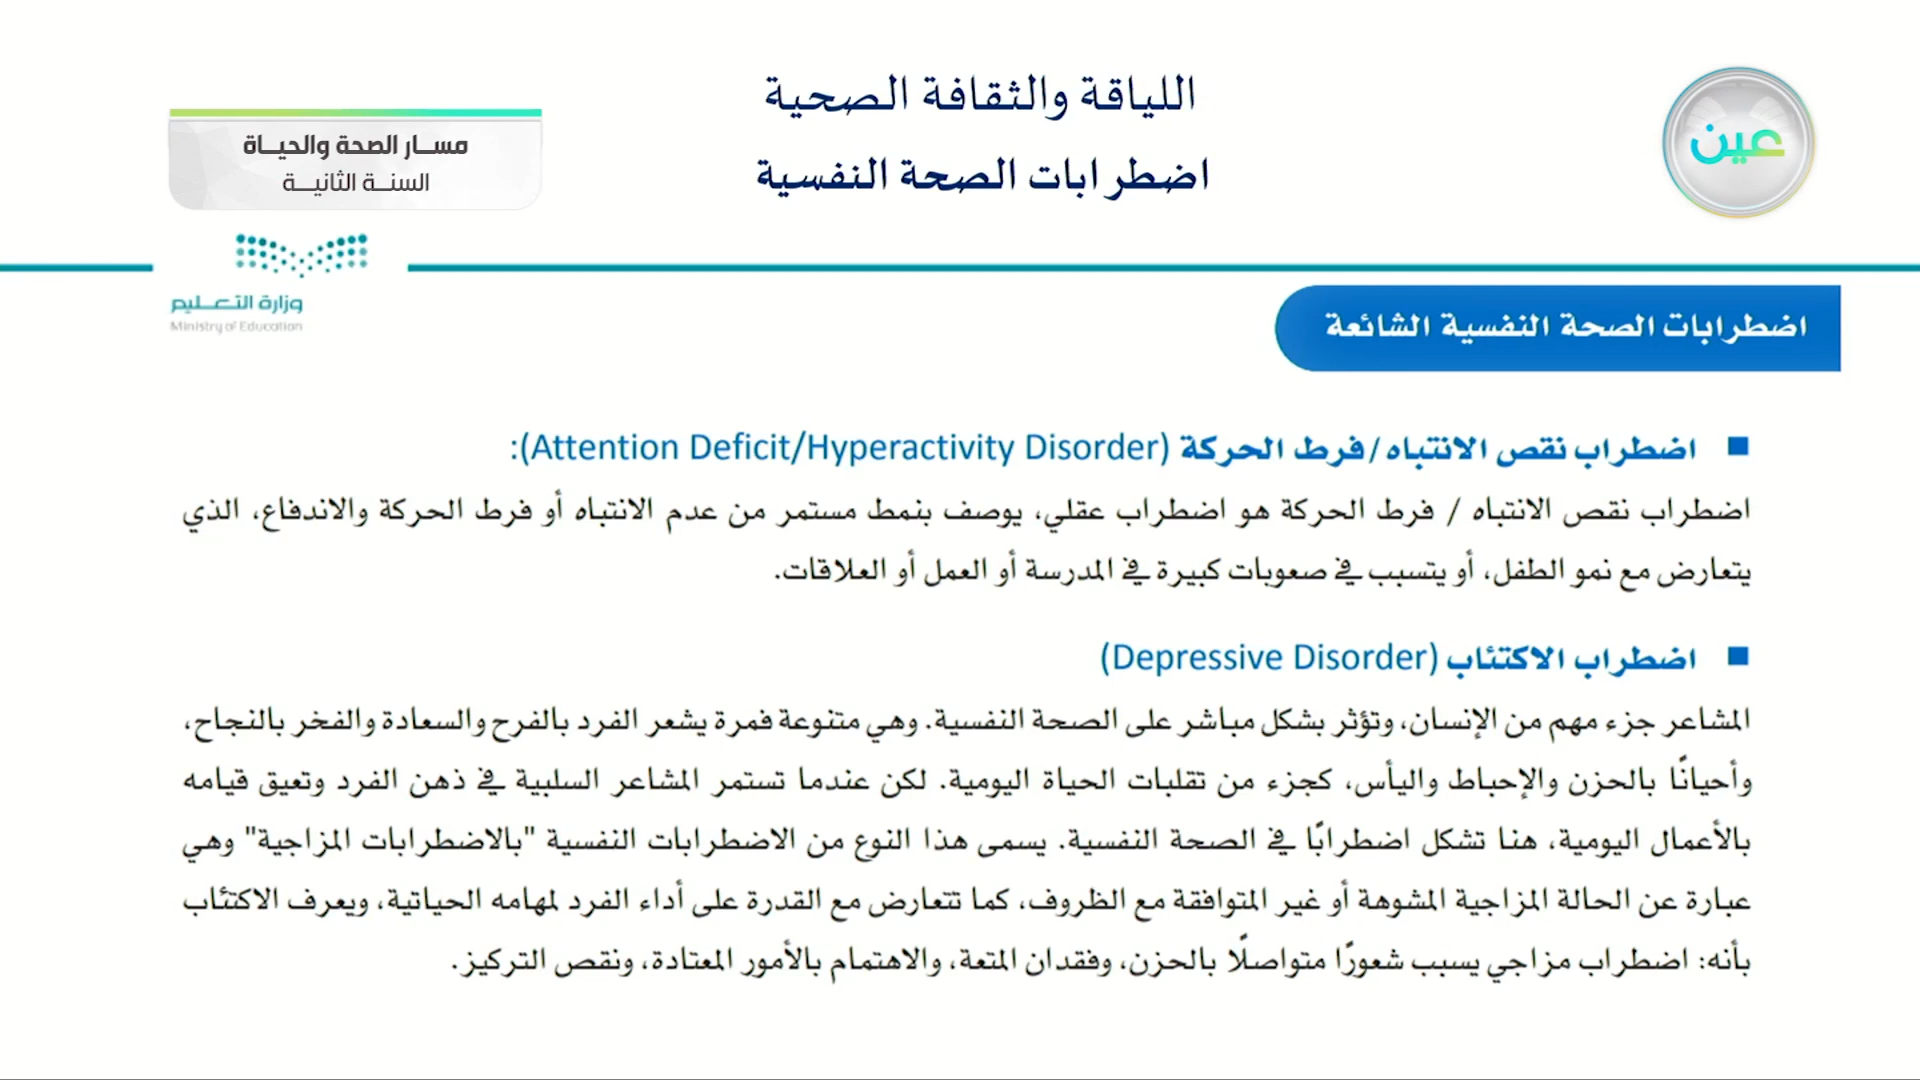 اللياقة والثقافة الصحية
اضطرابات الصحة النفسية
عين
مسار الصحة والحياة
السنة الثانية
وزارة التعليم
Ministry of Education
اضطرابات الصحة النفسية الشائعة
■ اضطراب نقص الانتباه/فرط الحركة (Attention Deficit/Hyperactivity Disorder):
اضطراب نقص الانتباه / فرط الحركة هو اضطراب عقلي، يوصف بنمط مستمر من عدم الانتباه أو فرط الحركة والاندفاع، الذي
يتعارض مع نمو الطفل، أو يتسبب في صعوبات كبيرة في المدرسة أو العمل أو العلاقات.
■ اضطراب الاكتئاب (Depressive Disorder)
المشاعر جزء مهم من الإنسان، وتؤثر بشكل مباشر على الصحة النفسية. وهي متنوعة فمرة يشعر الفرد بالفرح والسعادة والفخر بالنجاح،
وأحيانًا بالحزن والإحباط واليأس، كجزء من تقلبات الحياة اليومية. لكن عندما تستمر المشاعر السلبية في ذهن الفرد وتعيق قيامه
بالأعمال اليومية، هنا تشكل اضطرابًا في الصحة النفسية. يسمى هذا النوع من الاضطرابات النفسية "بالاضطرابات المزاجية" وهي
عبارة عن الحالة المزاجية المشوهة أو غير المتوافقة مع الظروف، كما تتعارض مع القدرة على أداء الفرد لمهامه الحياتية، ويعرف الاكتئاب
بأنه: اضطراب مزاجي يسبب شعورًا متواصلًا بالحزن، وفقدان المتعة، والاهتمام بالأمور المعتادة، ونقص التركيز.